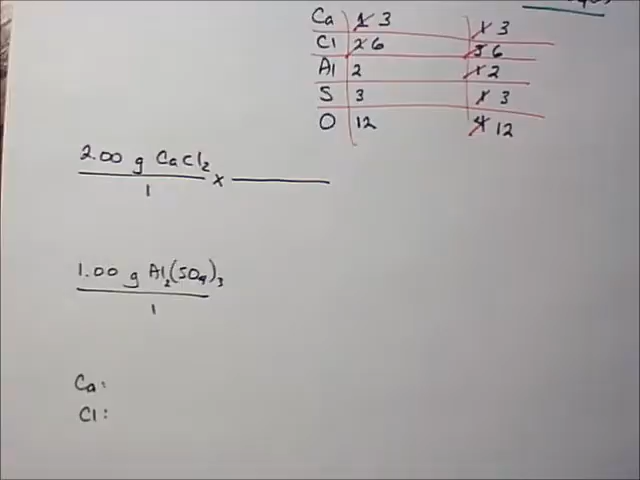 Ca 1 3 1 3
Cl 2 6 3 6
Al 2 1 2
S 3 1 3
O 12 4 12
2.00 g CaCl2
1 x
1.00 g Al2(SO4)3
1
Ca:
Cl: